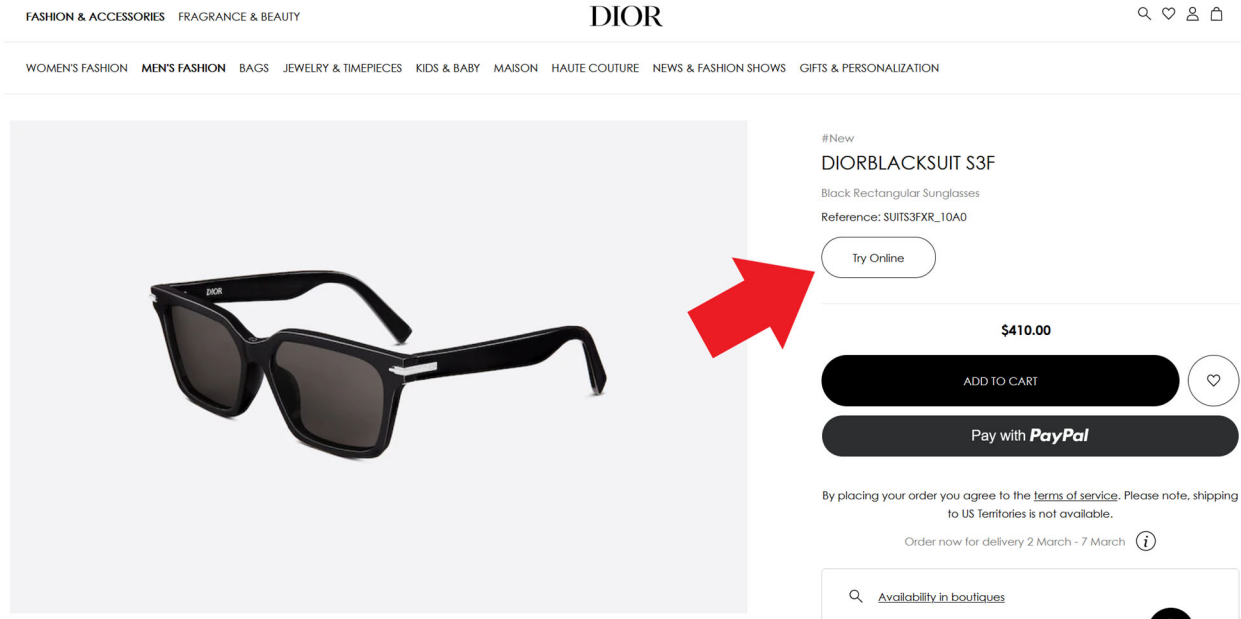 FASHION & ACCESSORIES FRAGRANCE & BEAUTY
DIOR
WOMEN'S FASHION MEN'S FASHION BAGS JEWELRY & TIMEPIECES KIDS & BABY MAISON HAUTE COUTURE NEWS & FASHION SHOWS GIFTS & PERSONALIZATION
DIOR
#New
DIORBLACKSUIT S3F
Black Rectangular Sunglasses
Reference: SUITS3FXR_10A0
Try Online
$410.00
ADD TO CART
Pay with PayPal
By placing your order you agree to the terms of service. Please note, shipping
to US Territories is not available.
Order now for delivery 2 March - 7 March i
Availability in boutiques